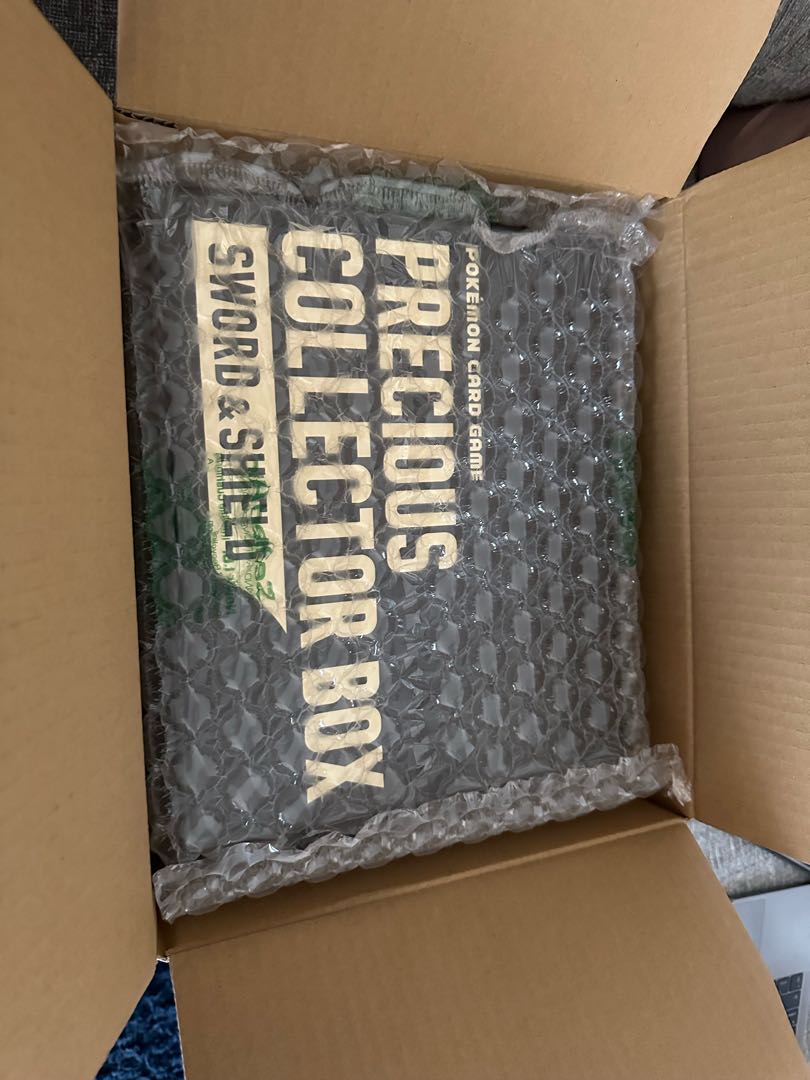 POKÉMON CARD GAME
PRECIOUS
COLLECTOR BOX
SWORD & SHIELD